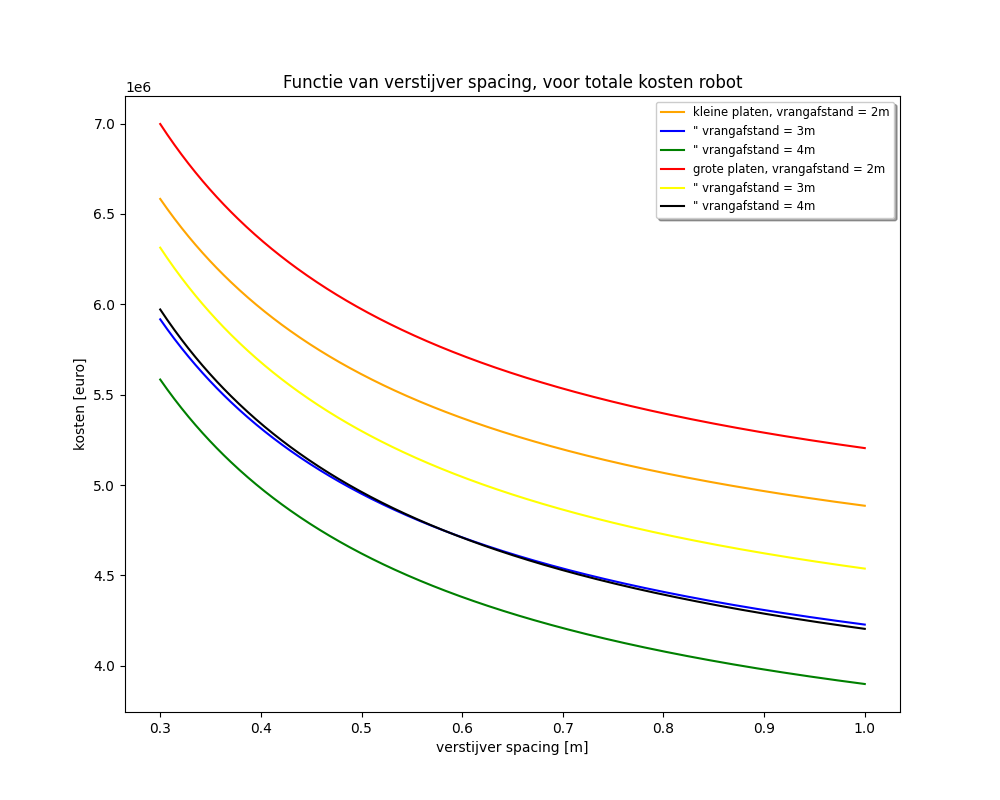 Functie van verstijver spacing, voor totale kosten robot
1e6
kleine platen, vrangafstand = 2m
" vrangafstand = 3m
" vrangafstand = 4m
grote platen, vrangafstand = 2m
" vrangafstand = 3m
" vrangafstand = 4m
7.0
6.5
6.0
5.5
5.0
4.5
4.0
kosten [euro]
0.3 0.4 0.5 0.6 0.7 0.8 0.9 1.0
verstijver spacing [m]